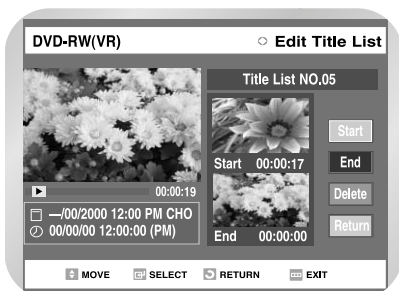 DVD-RW(VR)
Edit Title List
Title List NO.05
Start 00:00:17
End 00:00:00
Start
End
Delete
Return
00:00:19
—/00/2000 12:00 PM CHO
00/00/00 12:00:00 (PM)
MOVE SELECT RETURN EXIT